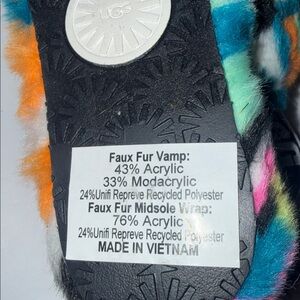 UGG
Faux Fur Vamp:
43% Acrylic
33% Modacrylic
24%Unifi Repreve Recycled Polyester
Faux Fur Midsole Wrap:
76% Acrylic
24%Unifi Repreve Recycled Polyester
MADE IN VIETNAM